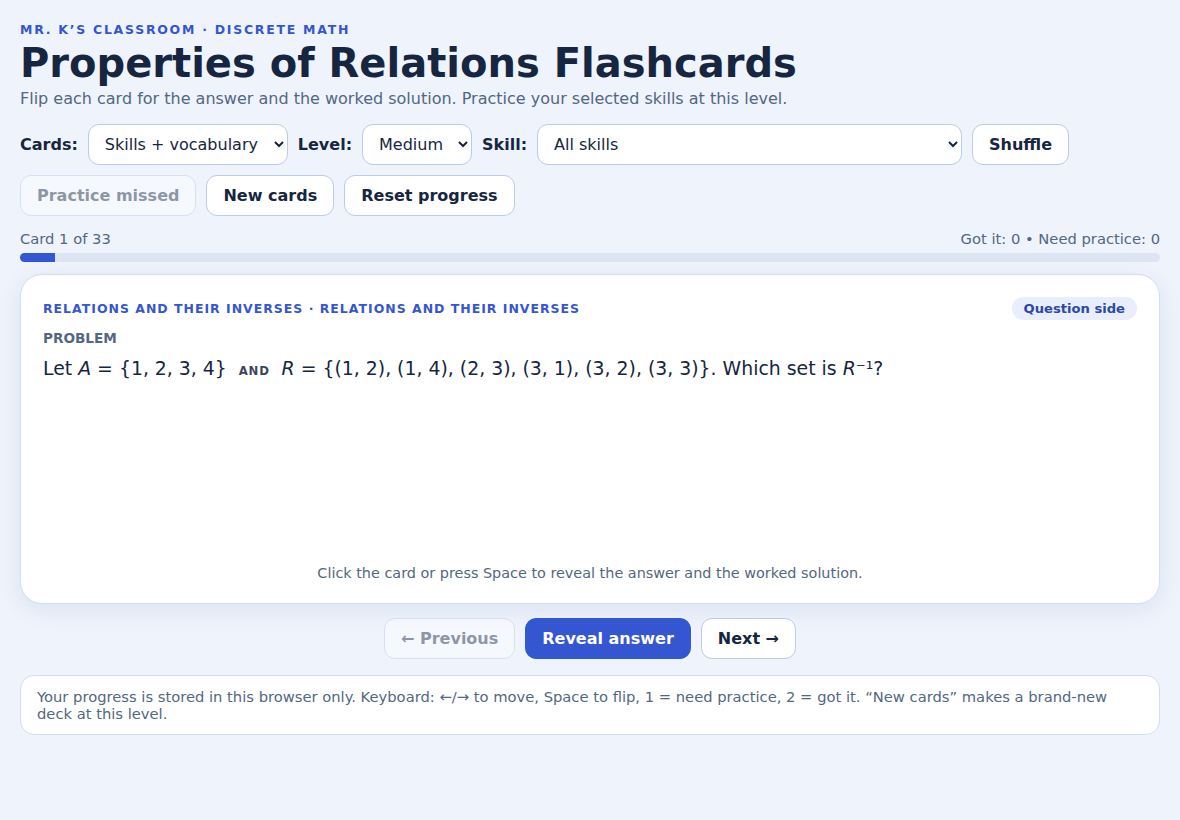 MR. K’S CLASSROOM · DISCRETE MATH
Properties of Relations Flashcards
Flip each card for the answer and the worked solution. Practice your selected skills at this level.
Cards: Skills + vocabulary Level: Medium Skill: All skills Shuffle
Practice missed New cards Reset progress
Card 1 of 33 Got it: 0 • Need practice: 0
RELATIONS AND THEIR INVERSES · RELATIONS AND THEIR INVERSES Question side
PROBLEM
Let A = {1, 2, 3, 4} AND R = {(1, 2), (1, 4), (2, 3), (3, 1), (3, 2), (3, 3)}. Which set is R⁻¹?
Click the card or press Space to reveal the answer and the worked solution.
← Previous Reveal answer Next →
Your progress is stored in this browser only. Keyboard: ←/→ to move, Space to flip, 1 = need practice, 2 = got it. “New cards” makes a brand-new
deck at this level.